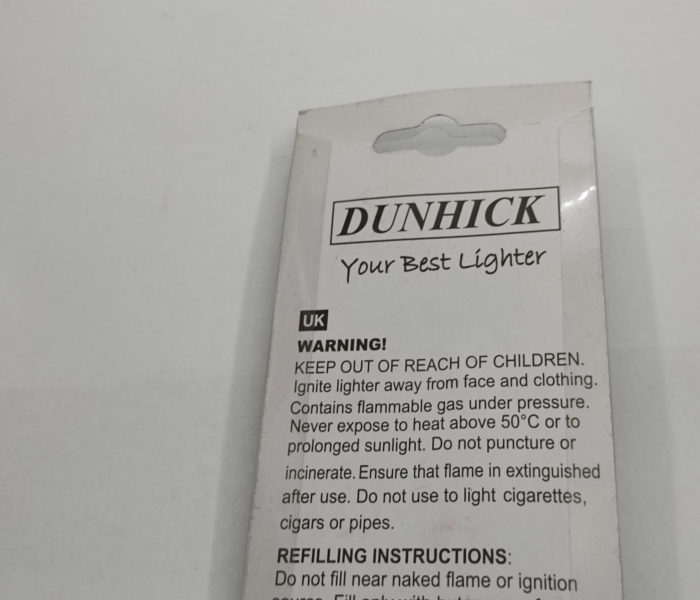 DUNHICK
Your Best Lighter
UK
WARNING!
KEEP OUT OF REACH OF CHILDREN.
Ignite lighter away from face and clothing.
Contains flammable gas under pressure.
Never expose to heat above 50°C or to
prolonged sunlight. Do not puncture or
incinerate. Ensure that flame in extinguished
after use. Do not use to light cigarettes,
cigars or pipes.
REFILLING INSTRUCTIONS:
Do not fill near naked flame or ignition